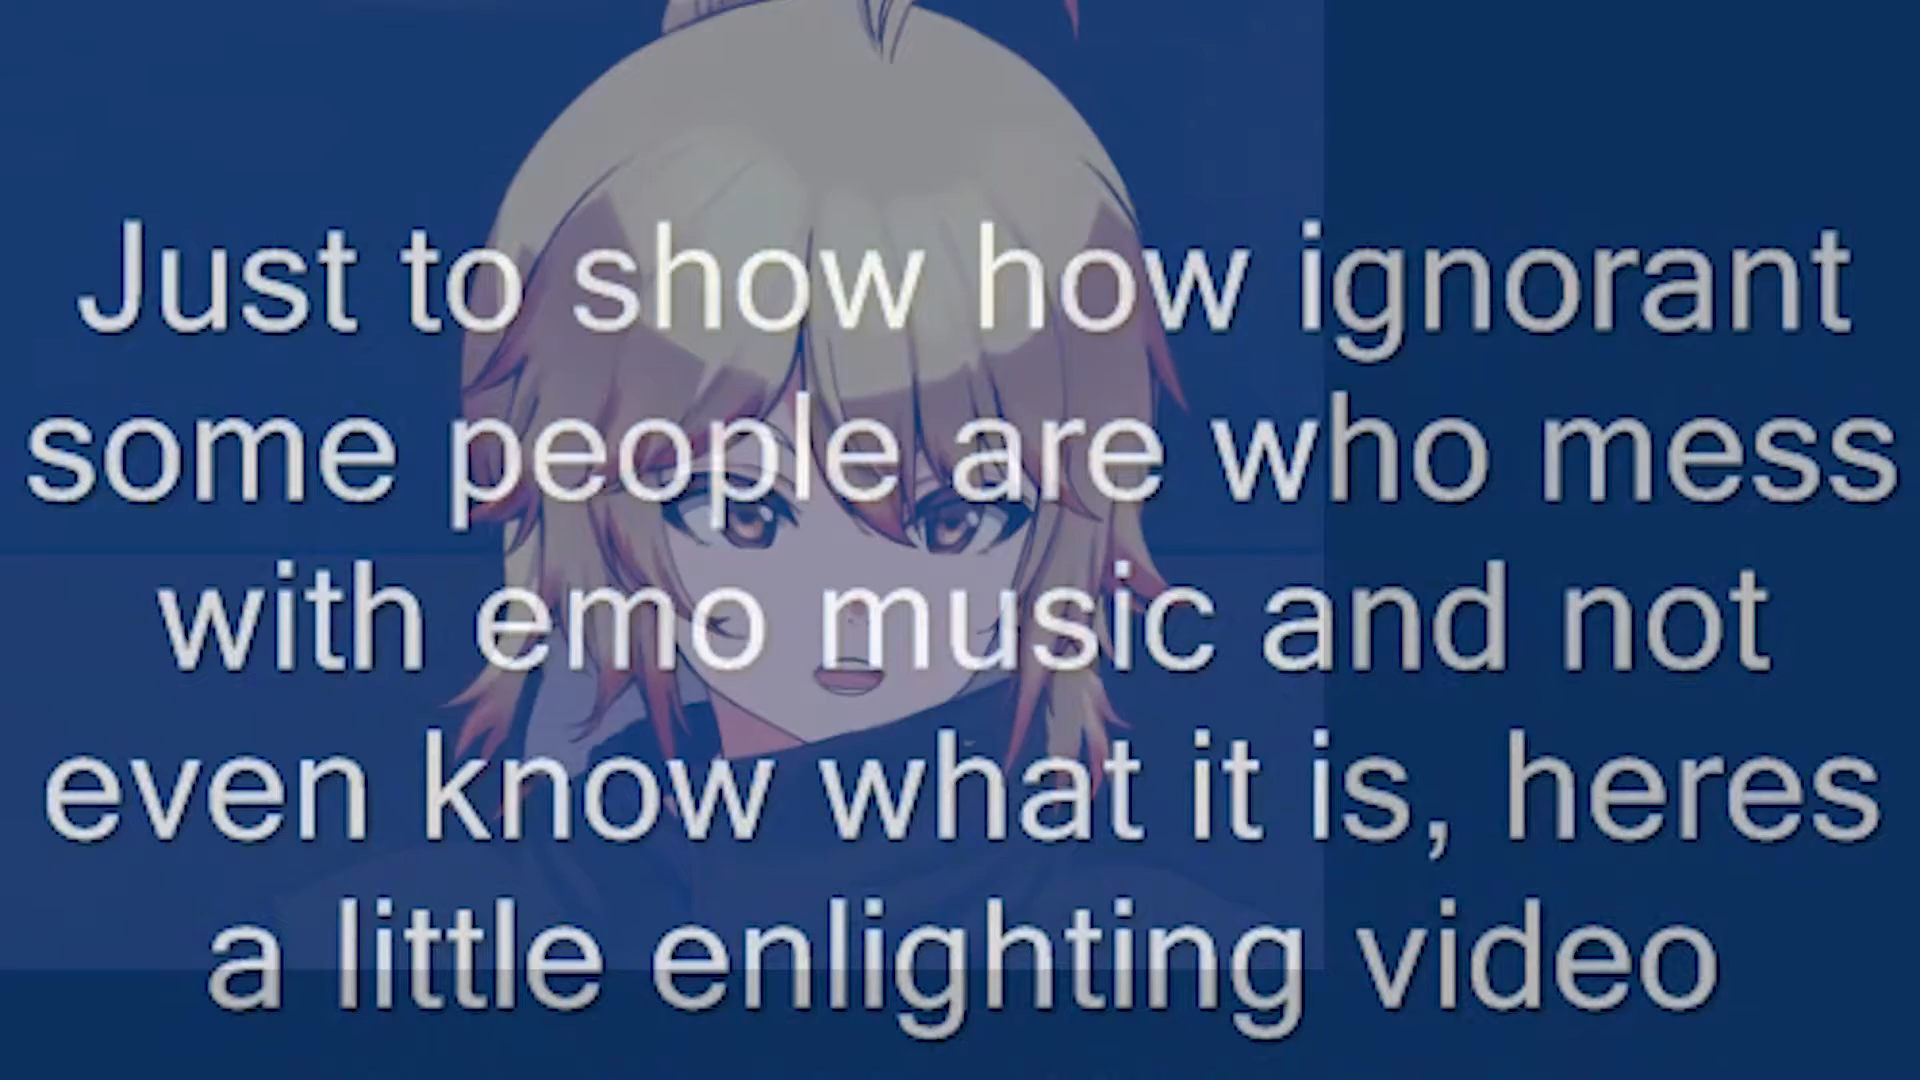 Just to show how ignorant
some people are who mess
with emo music and not
even know what it is, heres
a little enlighting video